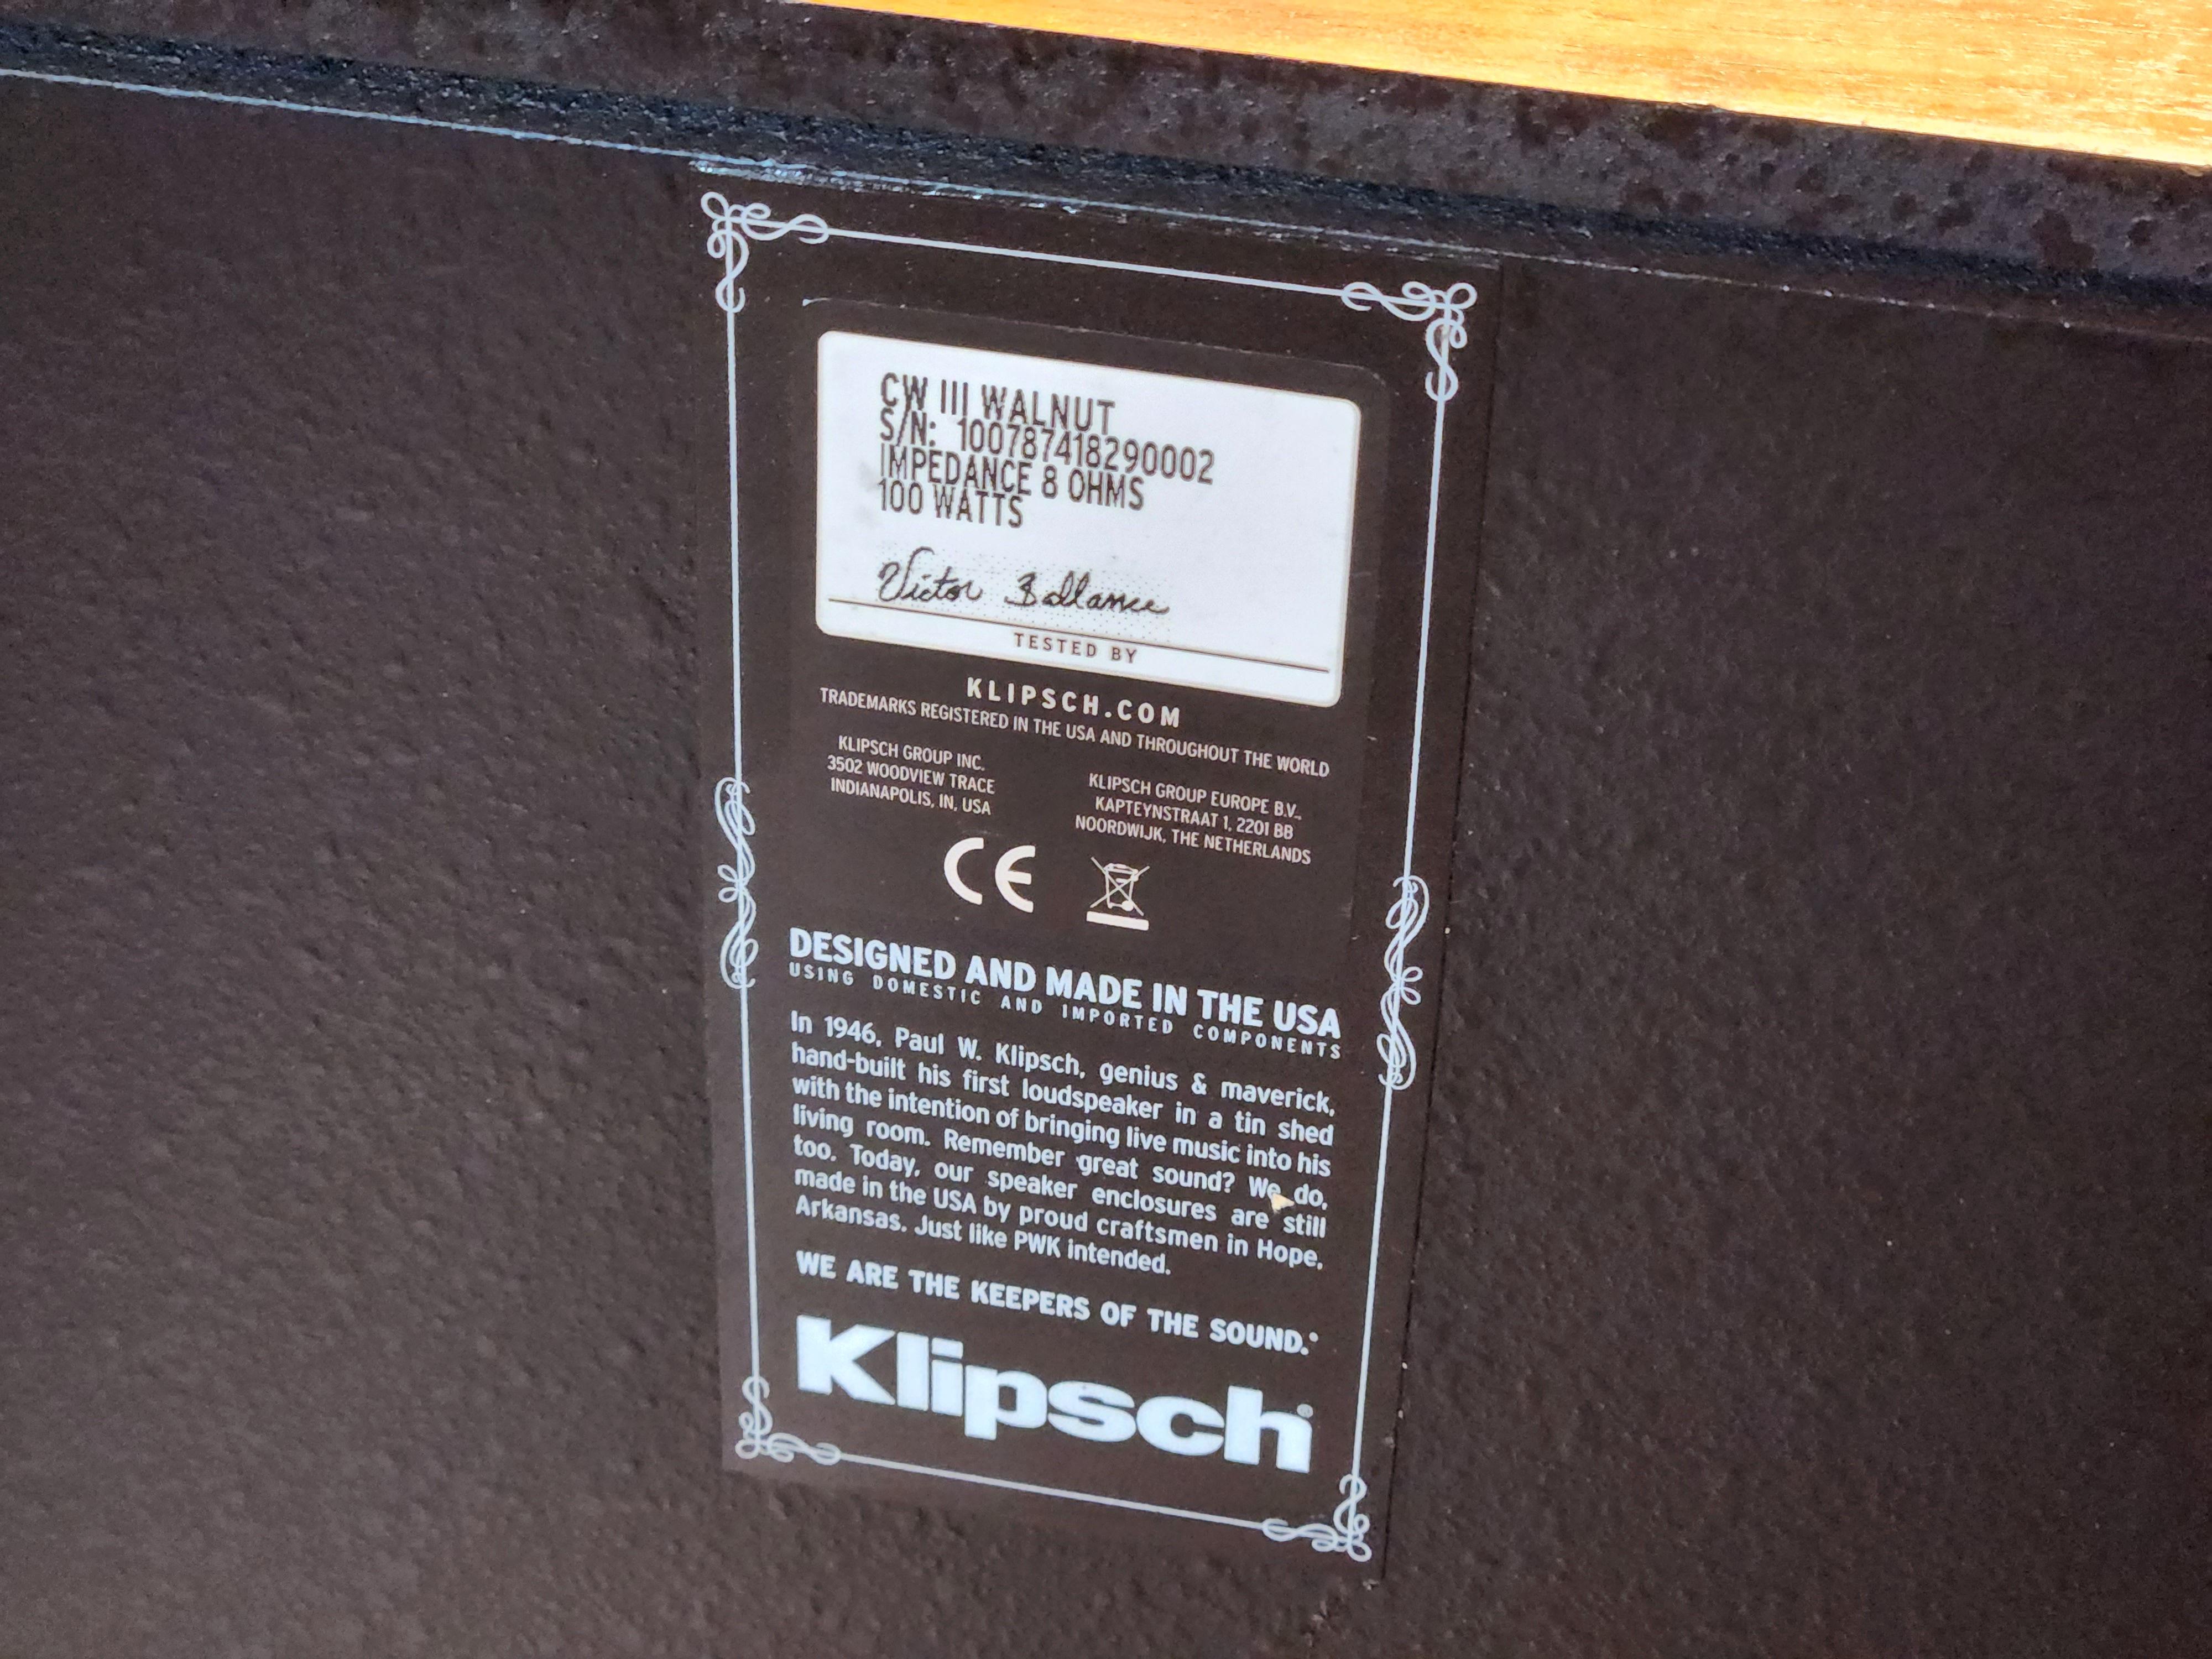 CW III WALNUT
S/N: 100787418290002
IMPEDANCE 8 OHMS
100 WATTS
Victor Ballance
TESTED BY
KLIPSCH.COM
TRADEMARKS REGISTERED IN THE USA AND THROUGHOUT THE WORLD
KLIPSCH GROUP INC.
3502 WOODVIEW TRACE
INDIANAPOLIS, IN, USA
KLIPSCH GROUP EUROPE B.V..
KAPTEYNSTRAAT 1, 2201 BB
NOORDWIJK, THE NETHERLANDS
CE
DESIGNED AND MADE IN THE USA
USING DOMESTIC AND IMPORTED COMPONENTS
In 1946, Paul W. Klipsch, genius & maverick,
hand-built his first loudspeaker in a tin shed
with the intention of bringing live music into his
living room. Remember great sound? We do,
too. Today, our speaker enclosures are still
made in the USA by proud craftsmen in Hope,
Arkansas. Just like PWK intended.
WE ARE THE KEEPERS OF THE SOUND.®
Klipsch®